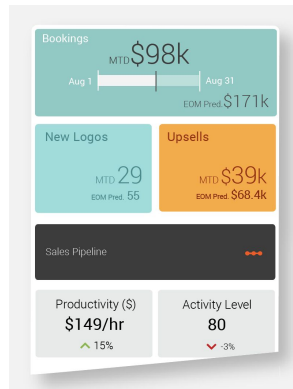 Bookings
MTD $98k
Aug 1 Aug 31
EOM Pred. $171k
New Logos
MTD 29
EOM Pred. 55
Upsells
MTD $39k
EOM Pred. $68.4k
Sales Pipeline
Productivity ($)
$149/hr
15%
Activity Level
80
-3%